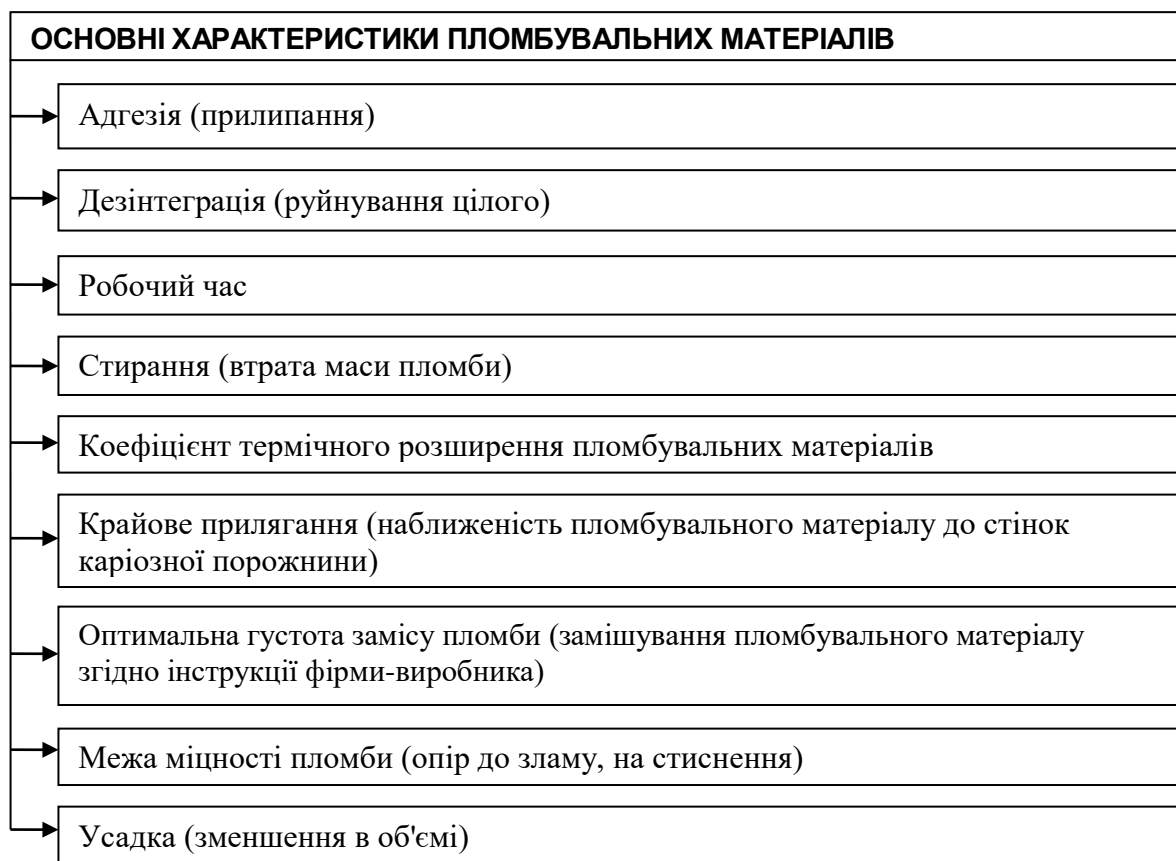 ОСНОВНІ ХАРАКТЕРИСТИКИ ПЛОМБУВАЛЬНИХ МАТЕРІАЛІВ
Адгезія (прилипання)
Дезінтеграція (руйнування цілого)
Робочий час
Стирання (втрата маси пломби)
Коефіцієнт термічного розширення пломбувальних матеріалів
Крайове прилягання (наближеність пломбувального матеріалу до стінок
каріозної порожнини)
Оптимальна густота замісу пломби (замішування пломбувального матеріалу
згідно інструкції фірми-виробника)
Межа міцності пломби (опір до зламу, на стиснення)
Усадка (зменшення в об'ємі)